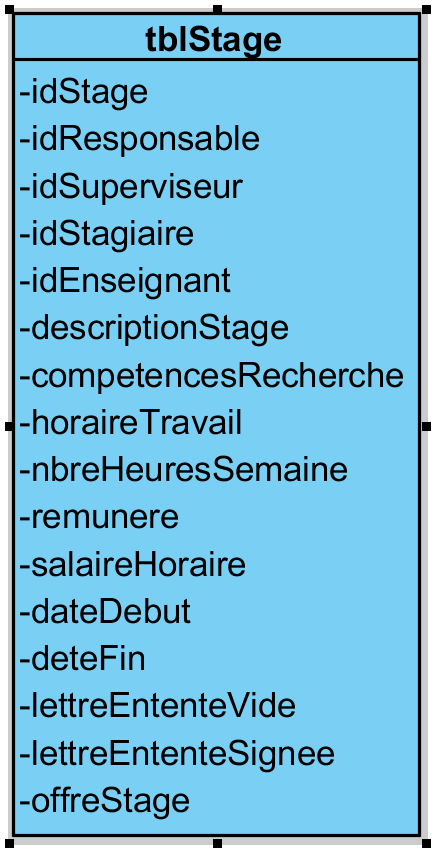 tblStage
-idStage
-idResponsable
-idSuperviseur
-idStagiaire
-idEnseignant
-descriptionStage
-competencesRecherche
-horaireTravail
-nbreHeuresSemaine
-remunere
-salaireHoraire
-dateDebut
-deteFin
-lettreEntenteVide
-lettreEntenteSignee
-offreStage